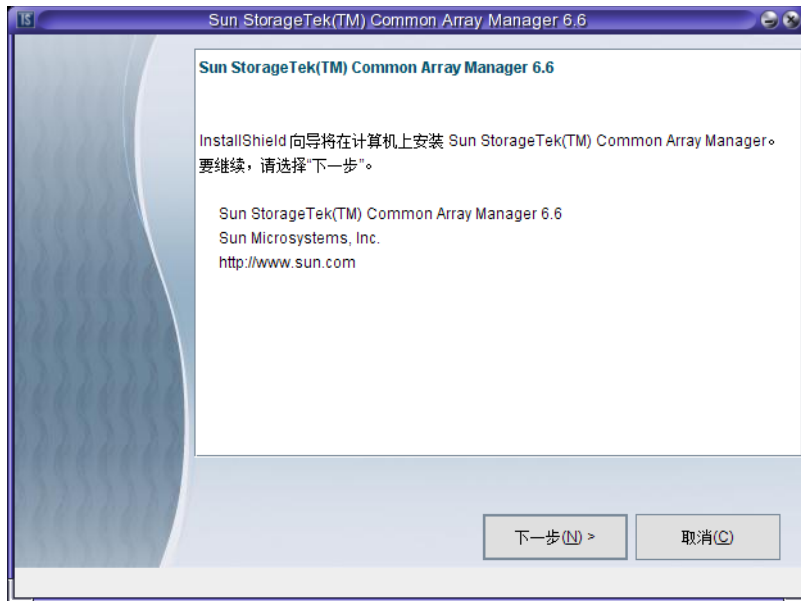 IS
Sun StorageTek(TM) Common Array Manager 6.6
Sun StorageTek(TM) Common Array Manager 6.6
InstallShield 向导将在计算机上安装 Sun StorageTek(TM) Common Array Manager。
要继续，请选择“下一步”。
Sun StorageTek(TM) Common Array Manager 6.6
Sun Microsystems, Inc.
http://www.sun.com
下一步(N) >
取消(C)